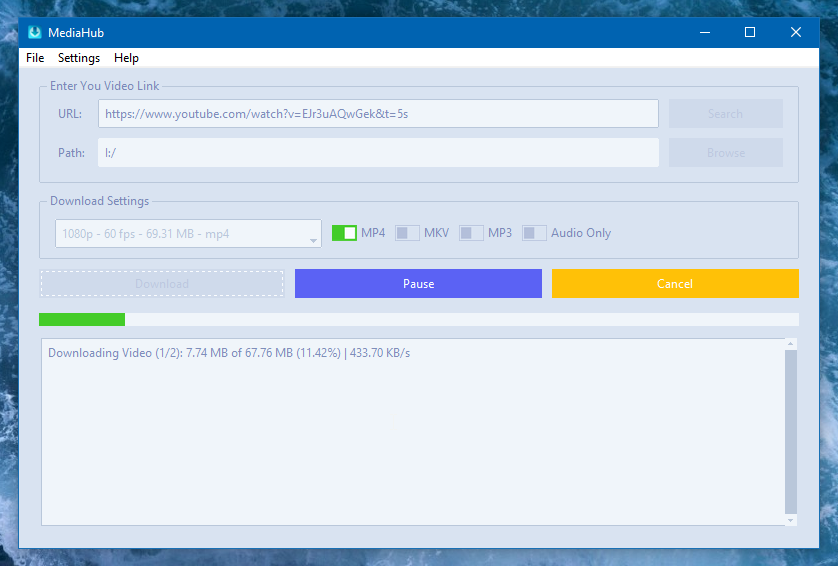 MediaHub
File Settings Help
Enter You Video Link
URL: https://www.youtube.com/watch?v=EJr3uAQwGek&t=5s Search
Path: I:/ Browse
Download Settings
1080p - 60 fps - 69.31 MB - mp4 MP4 MKV MP3 Audio Only
Download Pause Cancel
Downloading Video (1/2): 7.74 MB of 67.76 MB (11.42%) | 433.70 KB/s